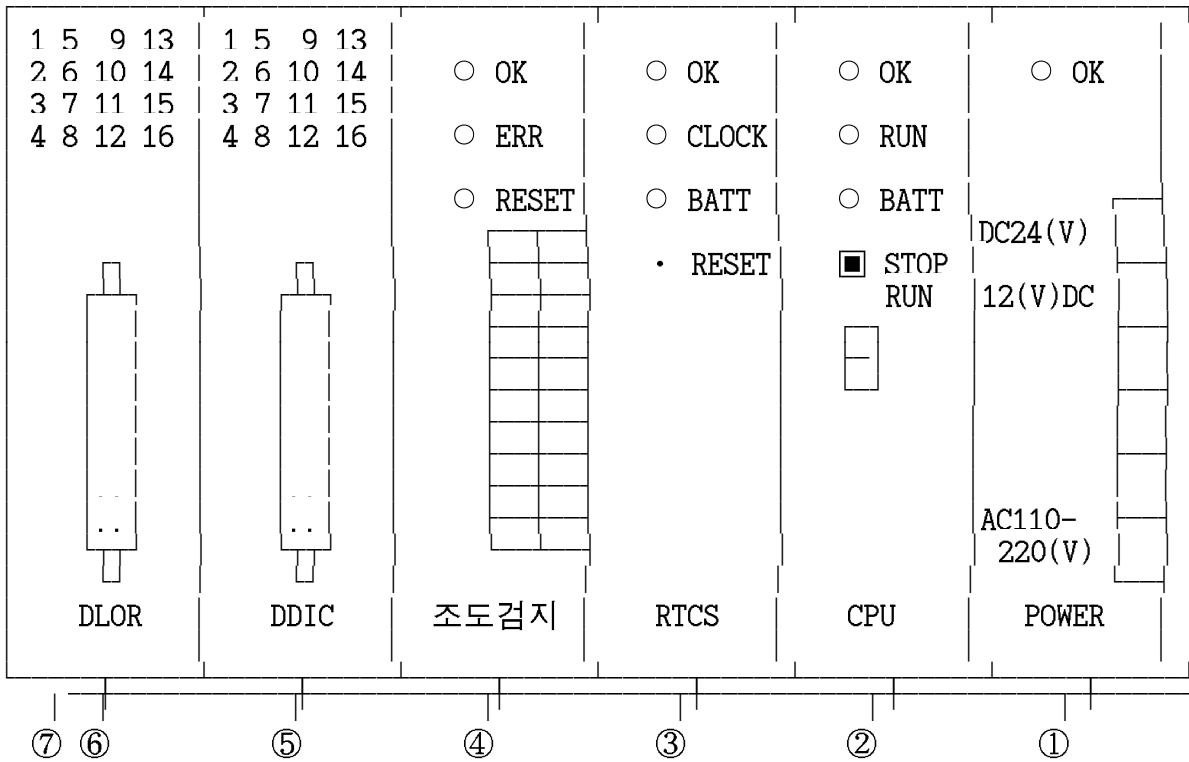 1 5 9 13 1 5 9 13
2 6 10 14 2 6 10 14 OK OK OK OK
3 7 11 15 3 7 11 15
4 8 12 16 4 8 12 16 ERR CLOCK RUN
RESET BATT BATT
DC24(V)
RESET STOP
RUN 12(V)DC
AC110-
220(V)
DLOR DDIC 조도검지 RTCS CPU POWER
⑦ ⑥ ⑤ ④ ③ ② ①